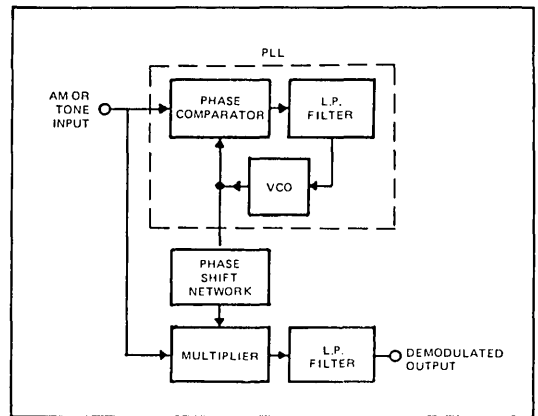 PLL
AM OR
TONE
INPUT
PHASE
COMPARATOR
L.P.
FILTER
VCO
PHASE
SHIFT
NETWORK
MULTIPLIER
L.P.
FILTER
DEMODULATED
OUTPUT